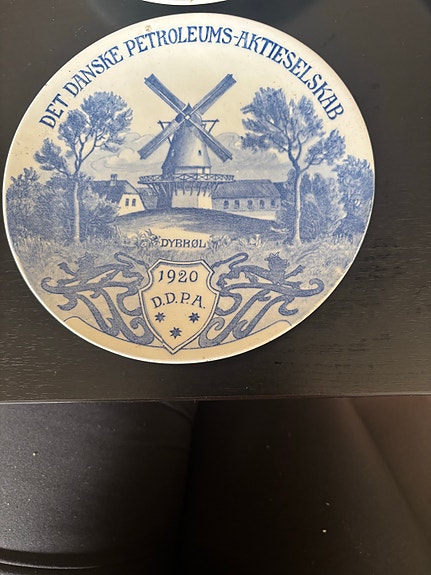 DET DANSKE PETROLEUMS-AKTIESELSKAB
DYBBØL
1920
D.D.P.A.